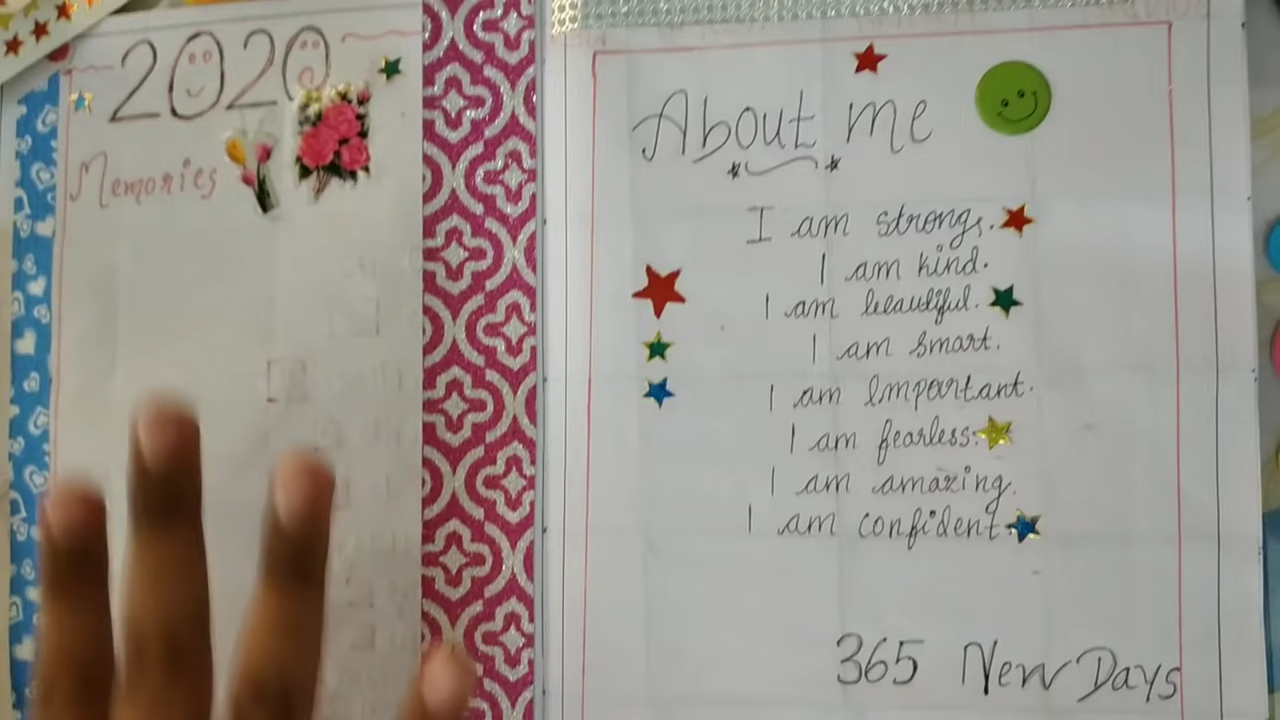 2020
Memories
About me
I am strong.
I am kind.
I am beautiful.
I am smart.
I am Important.
I am fearless.
I am amazing.
I am confident.
365 New Days